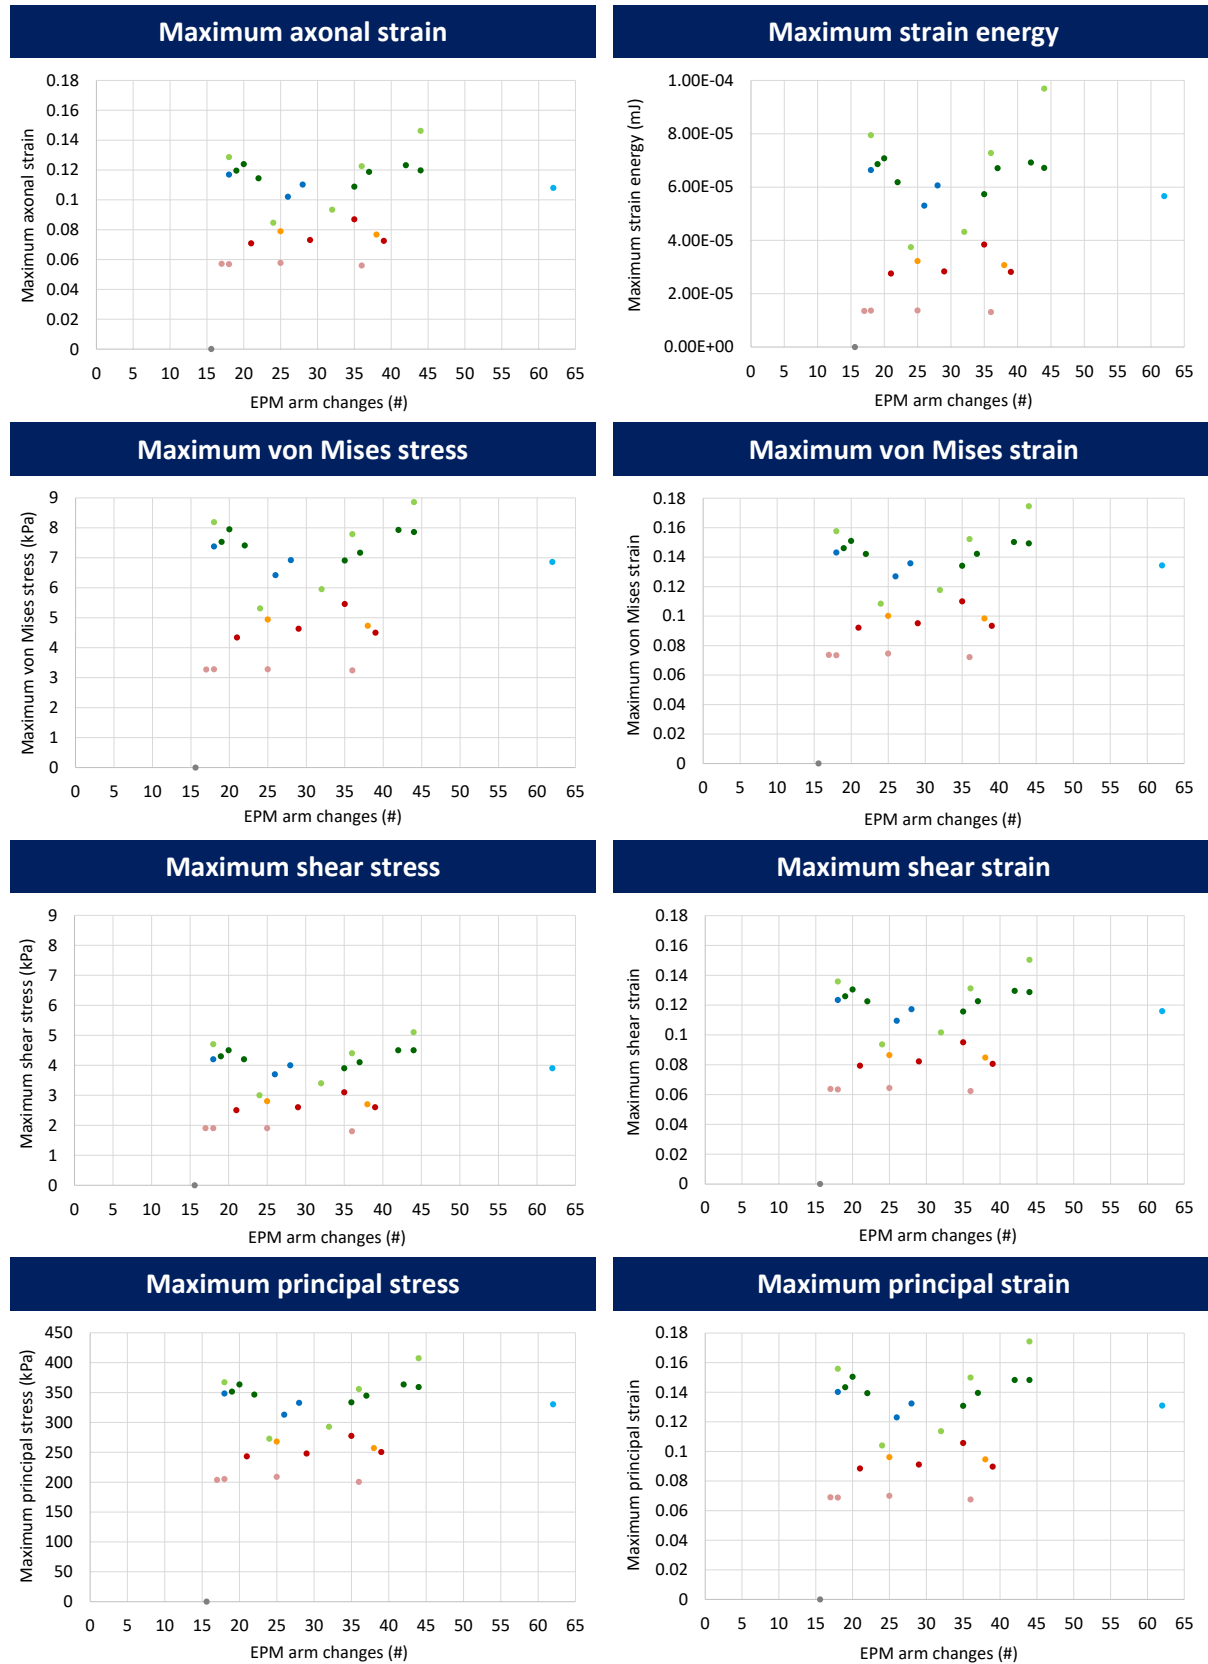 Maximum axonal strain
0.18
0.16
0.14
0.12
0.1
0.08
0.06
0.04
0.02
0
Maximum axonal strain
0 5 10 15 20 25 30 35 40 45 50 55 60 65
EPM arm changes (#)
Maximum strain energy
1.00E-04
8.00E-05
6.00E-05
4.00E-05
2.00E-05
0.00E+00
Maximum strain energy (mJ)
0 5 10 15 20 25 30 35 40 45 50 55 60 65
EPM arm changes (#)
Maximum von Mises stress
9
8
7
6
5
4
3
2
1
0
Maximum von Mises stress (kPa)
0 5 10 15 20 25 30 35 40 45 50 55 60 65
EPM arm changes (#)
Maximum von Mises strain
0.18
0.16
0.14
0.12
0.1
0.08
0.06
0.04
0.02
0
Maximum von Mises strain
0 5 10 15 20 25 30 35 40 45 50 55 60 65
EPM arm changes (#)
Maximum shear stress
9
8
7
6
5
4
3
2
1
0
Maximum shear stress (kPa)
0 5 10 15 20 25 30 35 40 45 50 55 60 65
EPM arm changes (#)
Maximum shear strain
0.18
0.16
0.14
0.12
0.1
0.08
0.06
0.04
0.02
0
Maximum shear strain
0 5 10 15 20 25 30 35 40 45 50 55 60 65
EPM arm changes (#)
Maximum principal stress
450
400
350
300
250
200
150
100
50
0
Maximum principal stress (kPa)
0 5 10 15 20 25 30 35 40 45 50 55 60 65
EPM arm changes (#)
Maximum principal strain
0.18
0.16
0.14
0.12
0.1
0.08
0.06
0.04
0.02
0
Maximum principal strain
0 5 10 15 20 25 30 35 40 45 50 55 60 65
EPM arm changes (#)